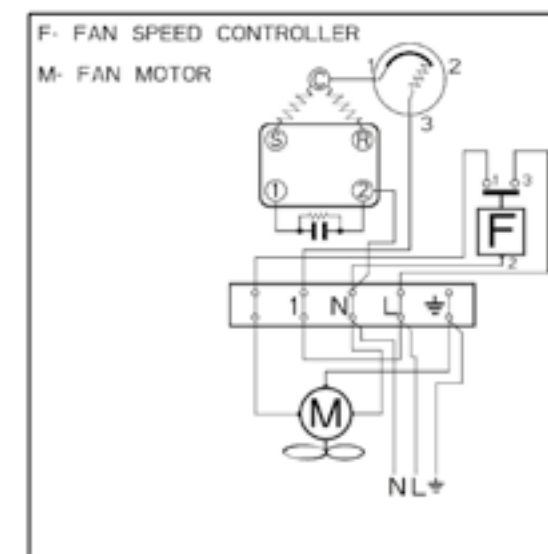 F- FAN SPEED CONTROLLER
M- FAN MOTOR
C 1 2
3
S R
1 2
1 3
F
2
1 N L
M
N L